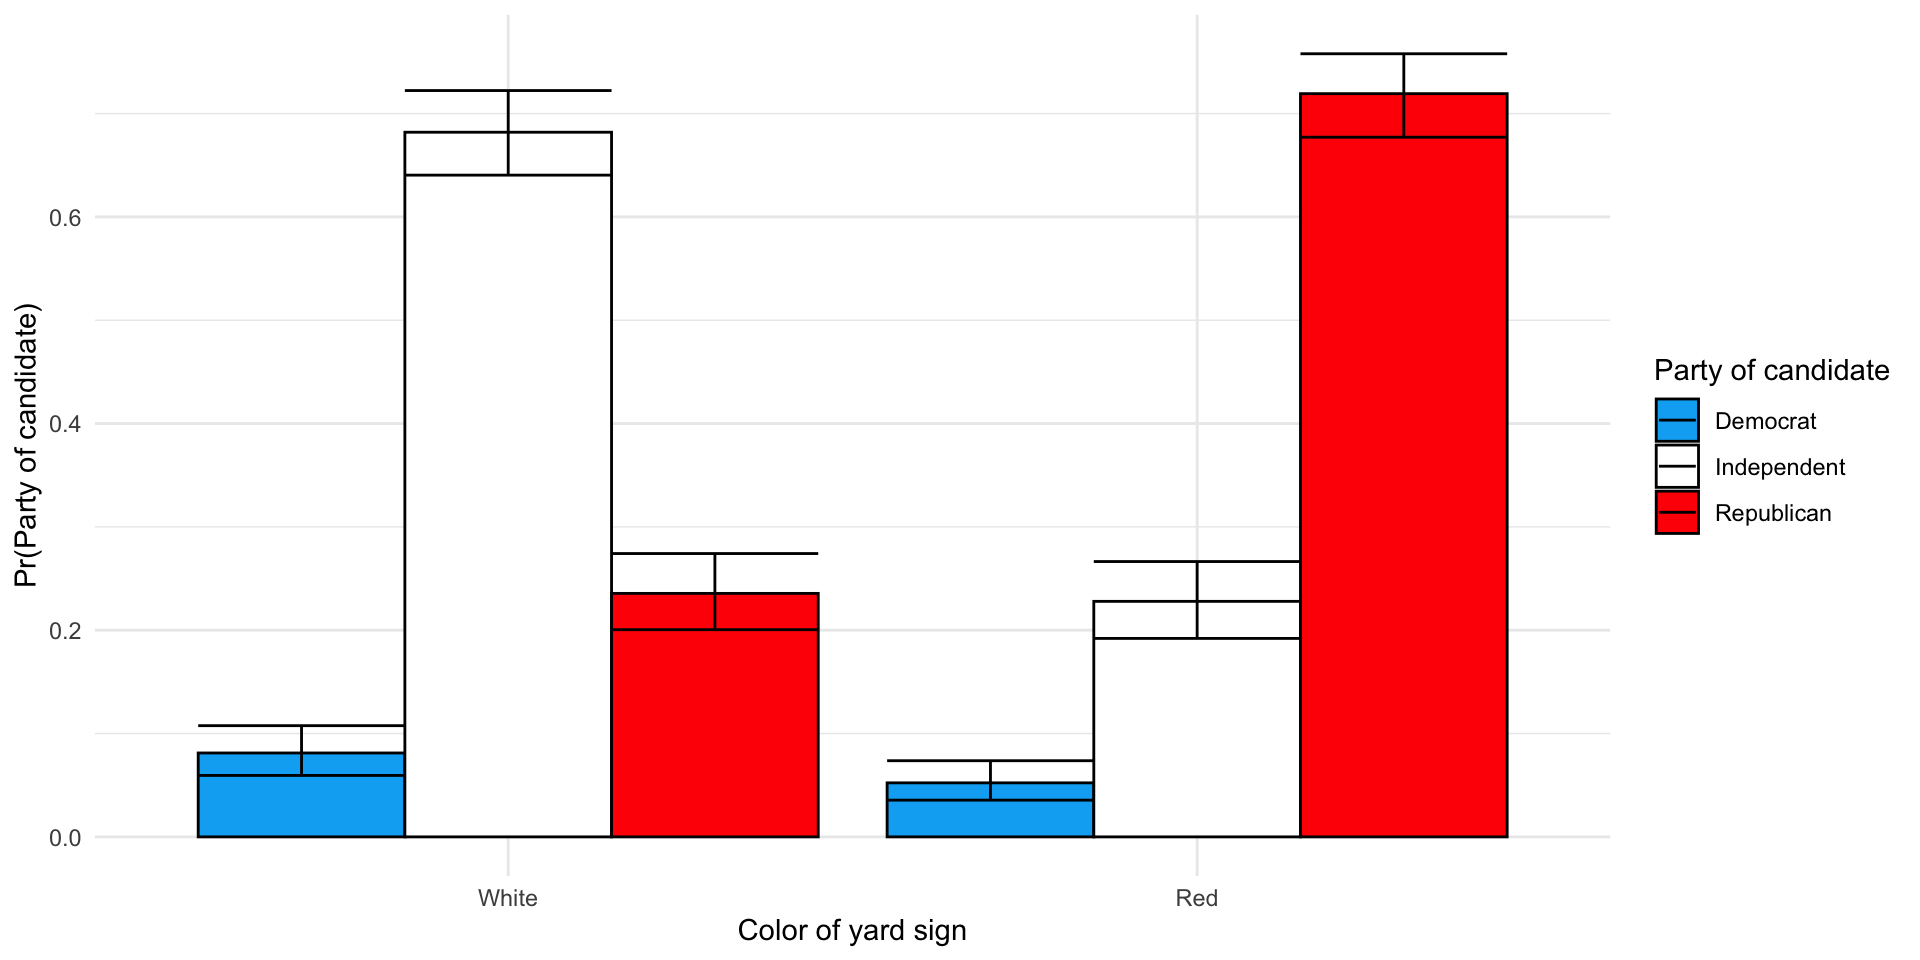 Pr(Party of candidate)
0.6
0.4
0.2
0.0
White
Red
Color of yard sign
Party of candidate
Democrat
Independent
Republican